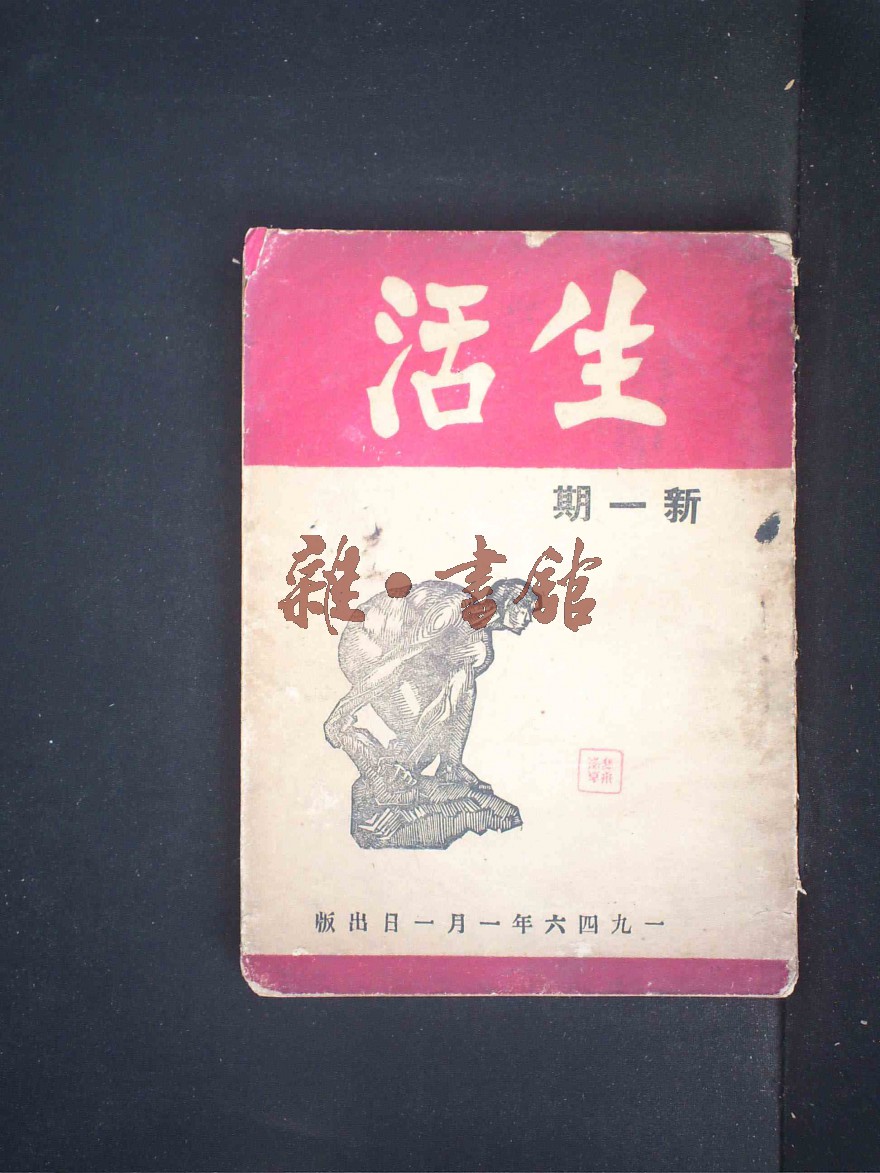 生活
新一期
雜·書館
一九四六年一月一日出版